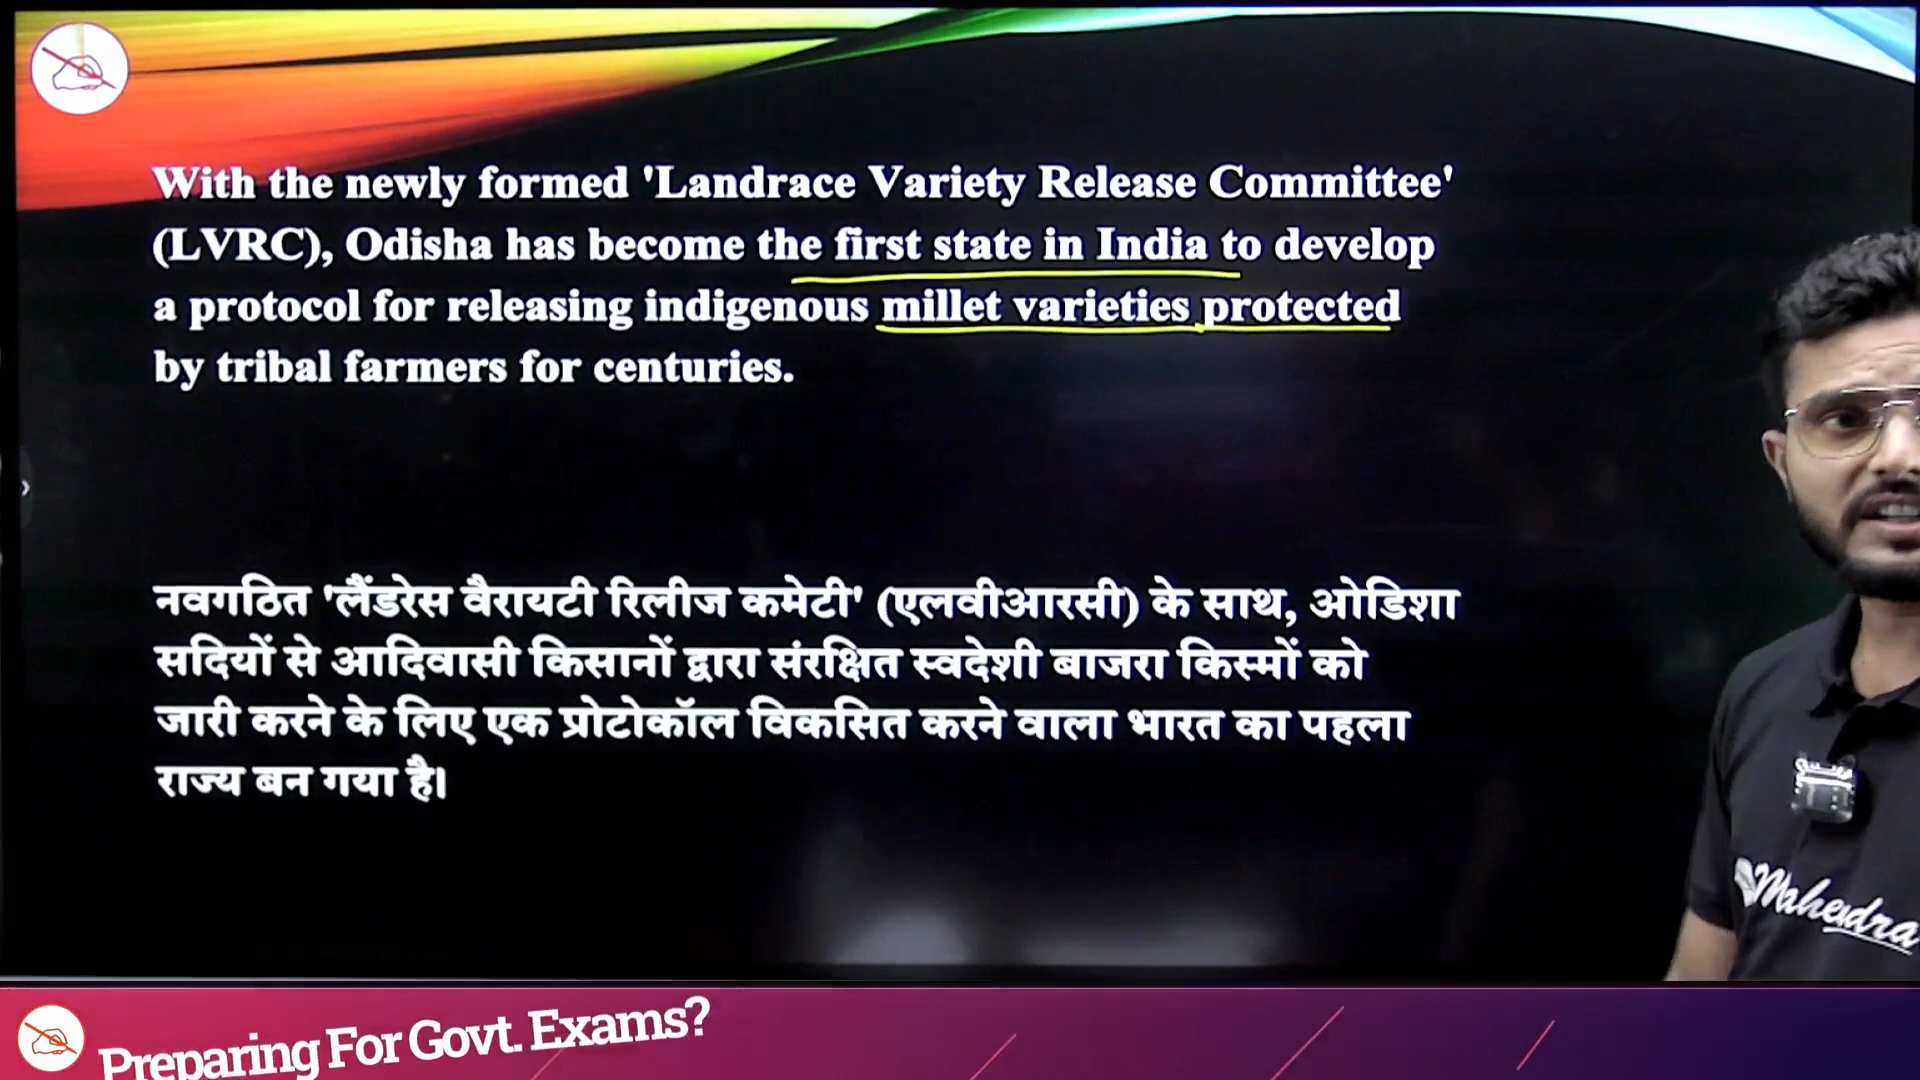 With the newly formed 'Landrace Variety Release Committee'
(LVRC), Odisha has become the first state in India to develop
a protocol for releasing indigenous millet varieties protected
by tribal farmers for centuries.
नवगठित 'लैंडरेस वैरायटी रिलीज कमेटी' (एलवीआरसी) के साथ, ओडिशा
सदियों से आदिवासी किसानों द्वारा संरक्षित स्वदेशी बाजरा किस्मों को
जारी करने के लिए एक प्रोटोकॉल विकसित करने वाला भारत का पहला
राज्य बन गया है।
Mahendra
Preparing For Govt. Exams?